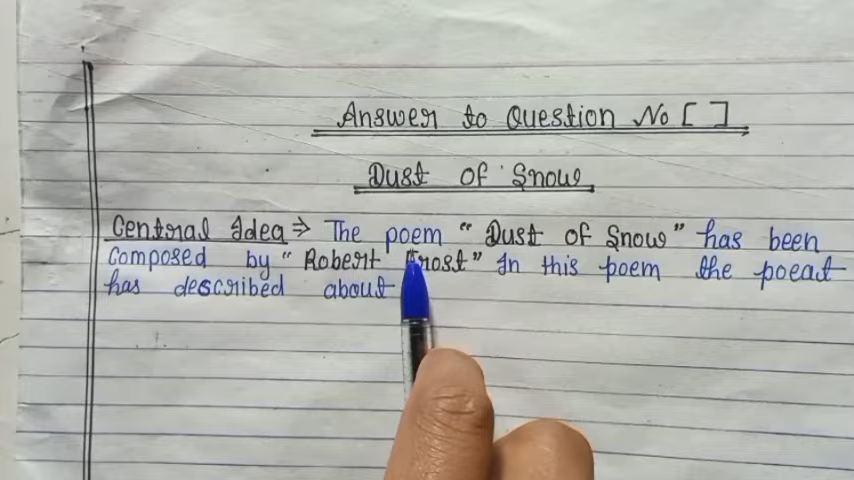 Answer to Question No [ ]
Dust of Snow
Central Idea ⇒ The poem “ Dust of Snow ” has been
composed by “ Robert Frost ” In this poem the poeat
has described about